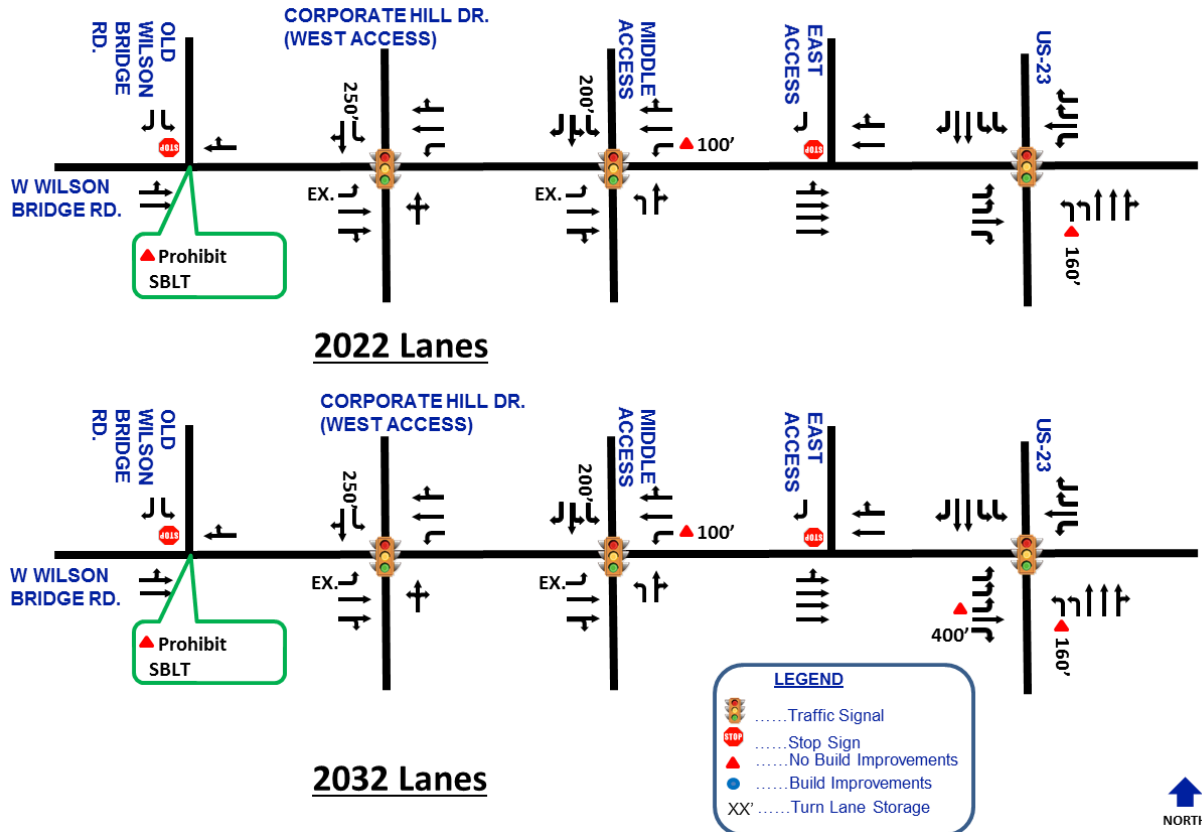 CORPORATE HILL DR.
(WEST ACCESS)
OLD
WILSON
BRIDGE
RD.
MIDDLE
ACCESS
EAST
ACCESS
US-23
250'
200'
100'
STOP
STOP
W WILSON
BRIDGE RD.
EX.
EX.
Prohibit
SBLT
160'
2022 Lanes
CORPORATE HILL DR.
(WEST ACCESS)
OLD
WILSON
BRIDGE
RD.
MIDDLE
ACCESS
EAST
ACCESS
US-23
250'
200'
100'
STOP
STOP
W WILSON
BRIDGE RD.
EX.
EX.
400'
160'
Prohibit
SBLT
2032 Lanes
LEGEND
......Traffic Signal
STOP ......Stop Sign
......No Build Improvements
......Build Improvements
XX' ......Turn Lane Storage
NORTH